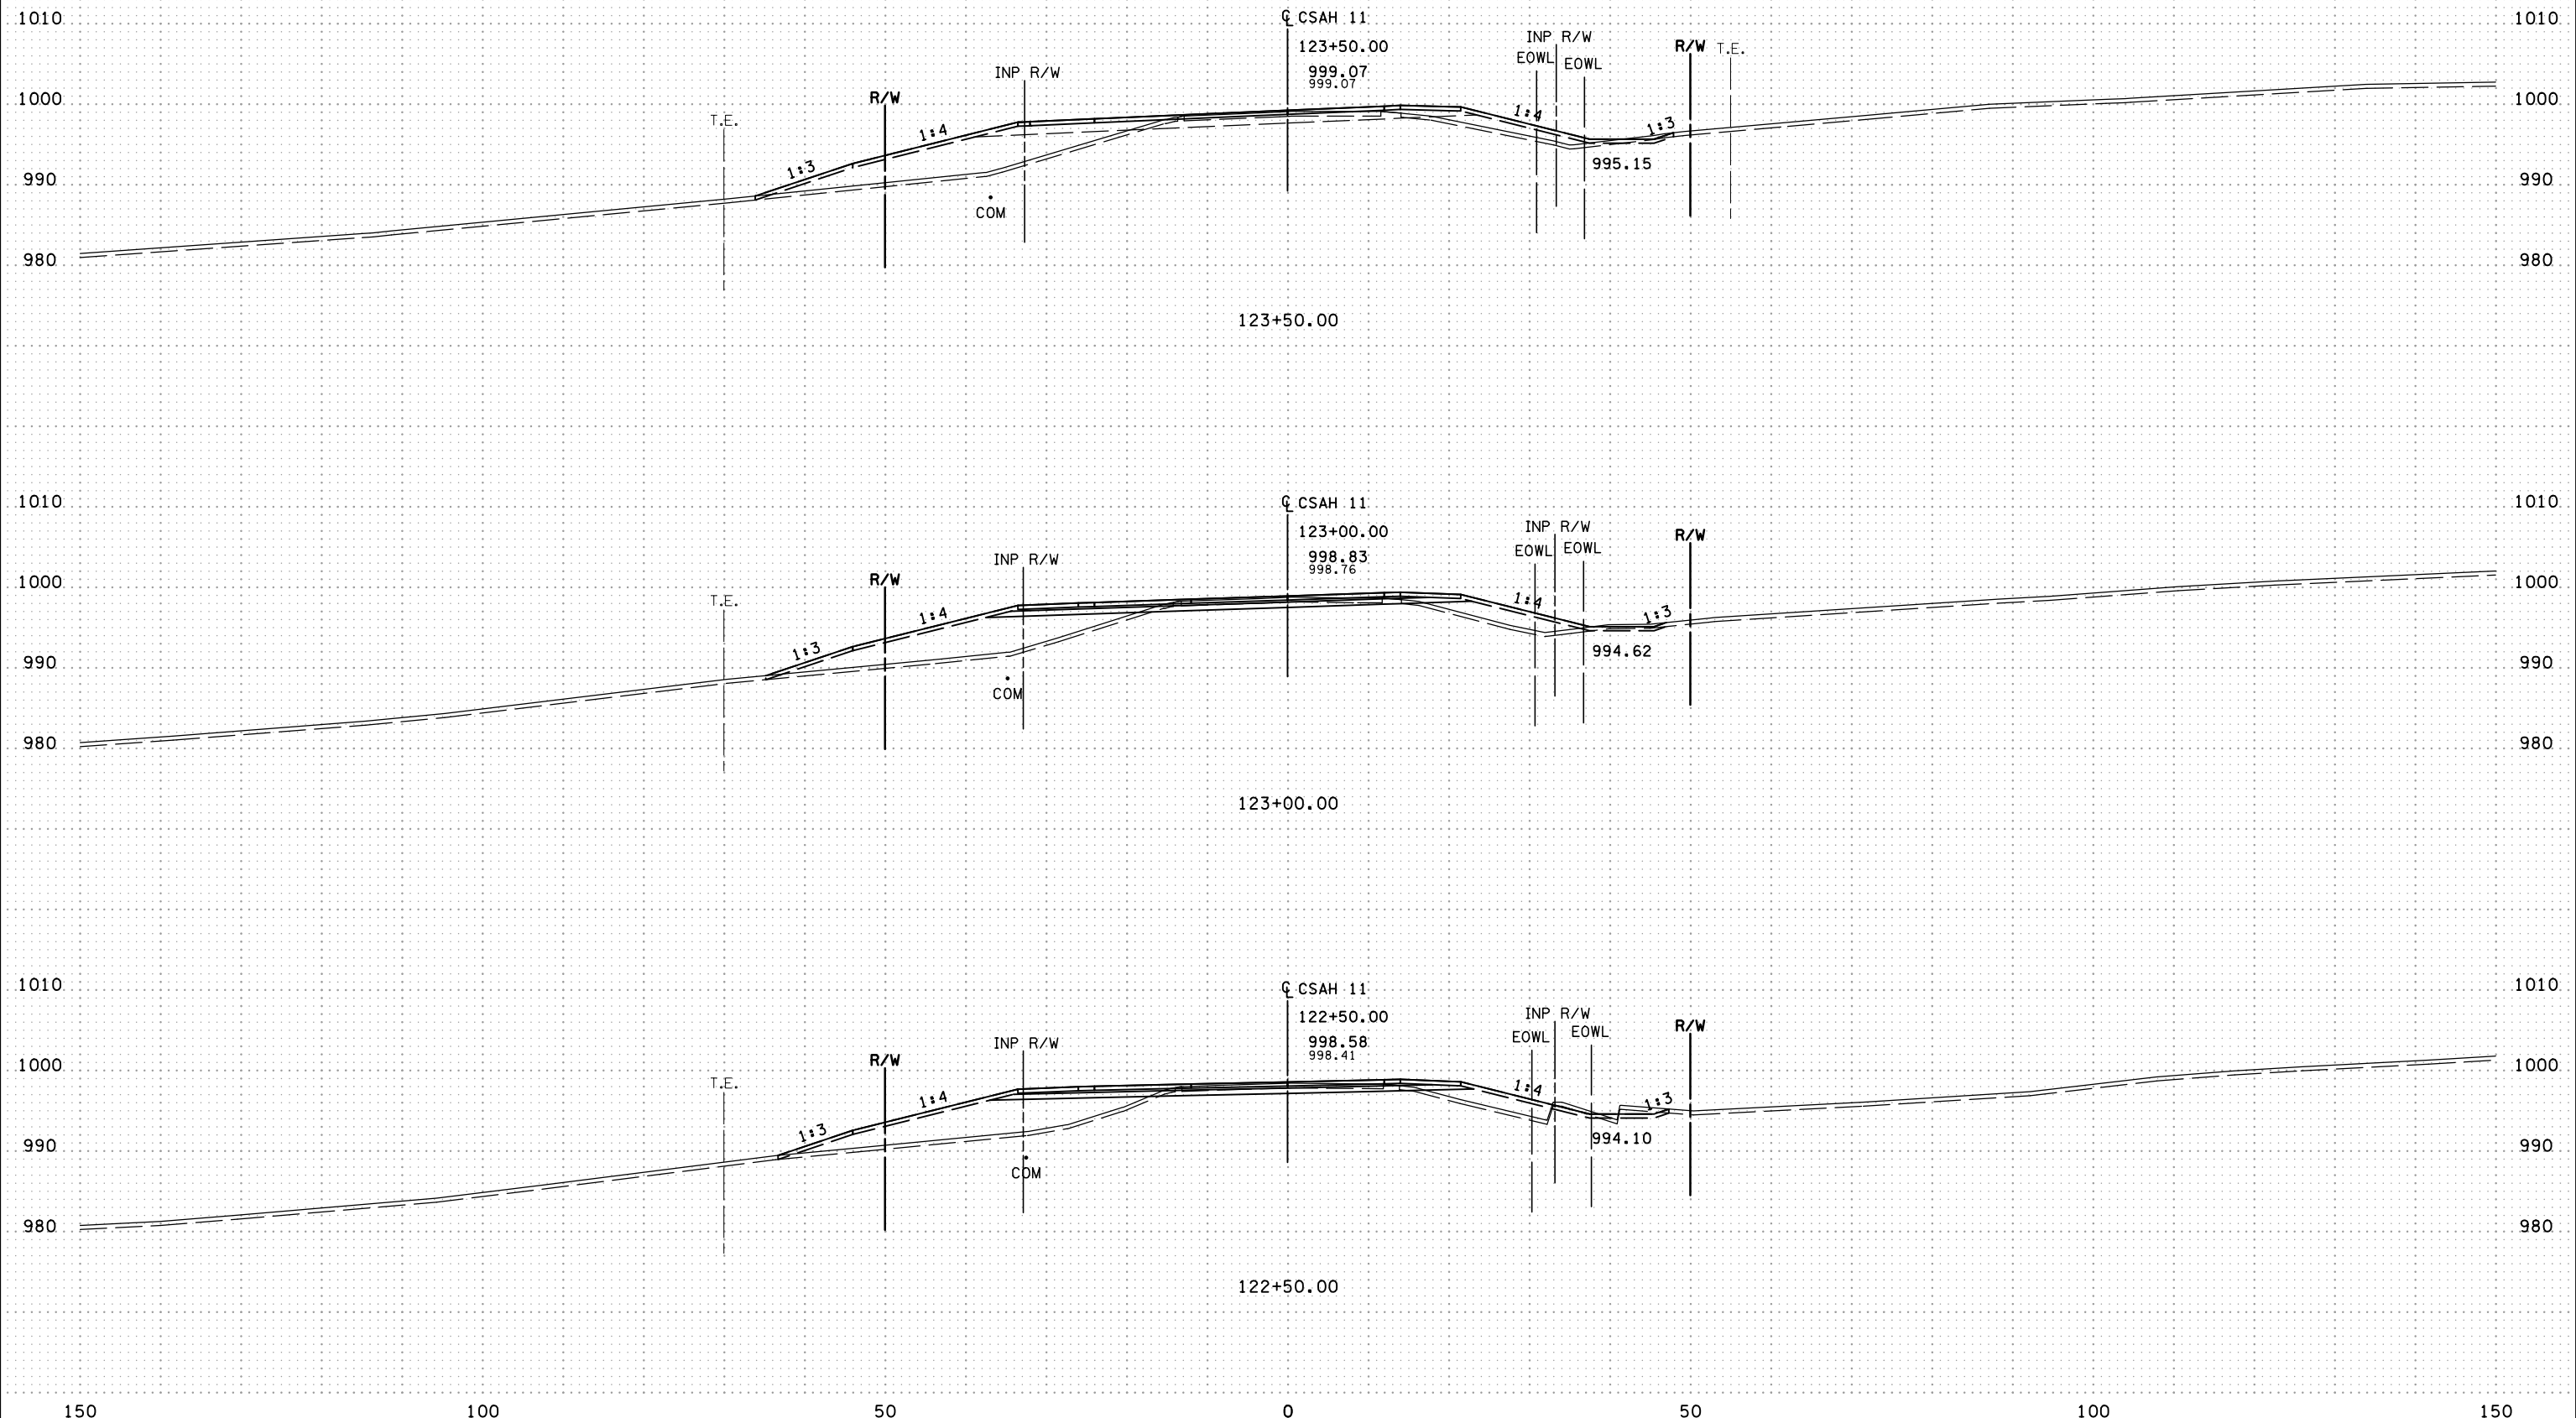 1010
℄ CSAH 11
1010
INP R/W
123+50.00
R/W T.E.
EOWL
EOWL
INP R/W
999.07
999.07
1000
R/W
1000
T.E.
1:4
1:4
1:3
1:3
995.15
990
990
COM
980
980
123+50.00
1010
℄ CSAH 11
1010
123+00.00
INP R/W
R/W
EOWL
EOWL
INP R/W
998.83
998.76
1000
R/W
1000
T.E.
1:4
1:4
1:3
1:3
994.62
990
990
COM
980
980
123+00.00
1010
℄ CSAH 11
1010
122+50.00
INP R/W
R/W
EOWL
EOWL
INP R/W
998.58
998.41
1000
R/W
1000
T.E.
1:4
1:4
1:3
1:3
994.10
990
990
COM
980
980
122+50.00
150
100
50
0
50
100
150